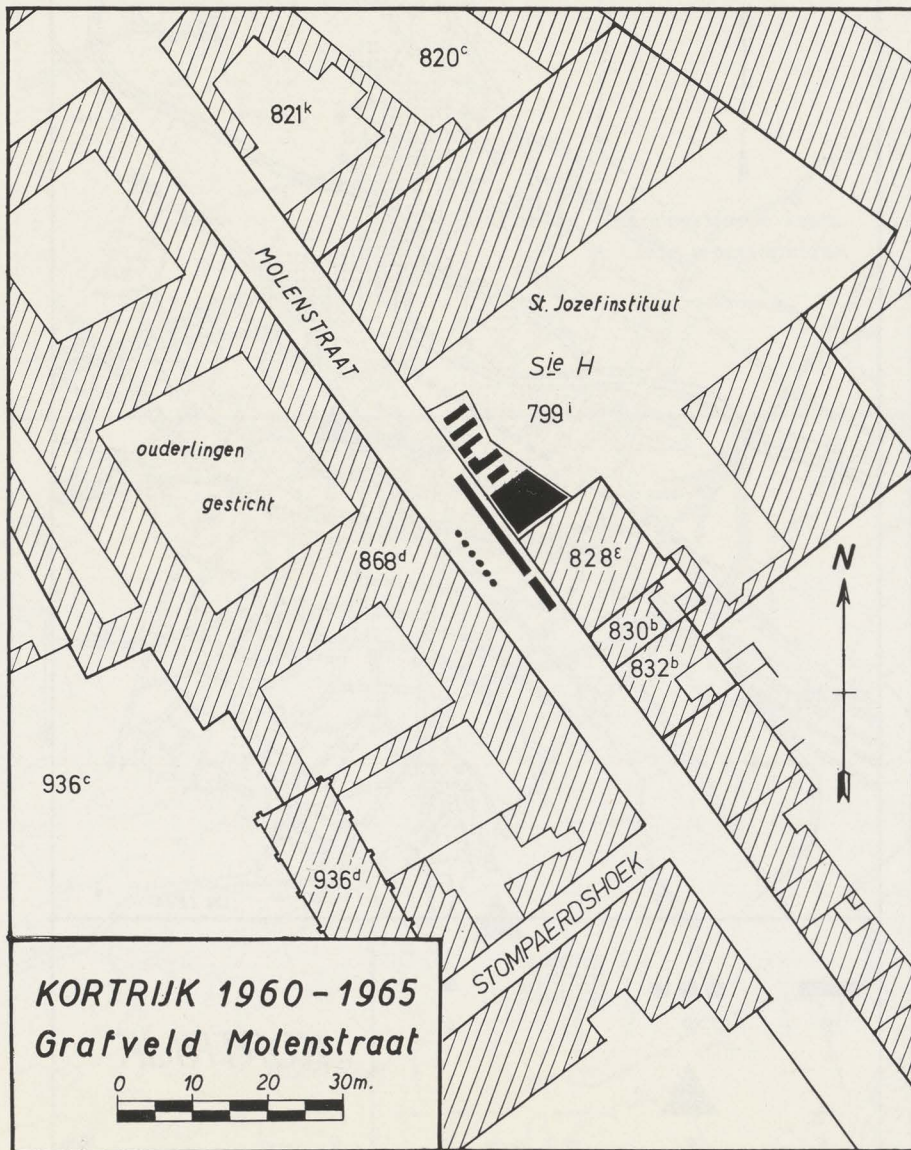 820ᶜ
821ᵏ
MOLENSTRAAT
St. Jozefinstituut
Sie H
799ⁱ
ouderlingen
gesticht
868ᵈ
828ᵋ
N
830ᵇ
832ᵇ
936ᶜ
936ᵈ
STOMPAERDSHOEK
KORTRIJK 1960-1965
Grafveld Molenstraat
0 10 20 30m.